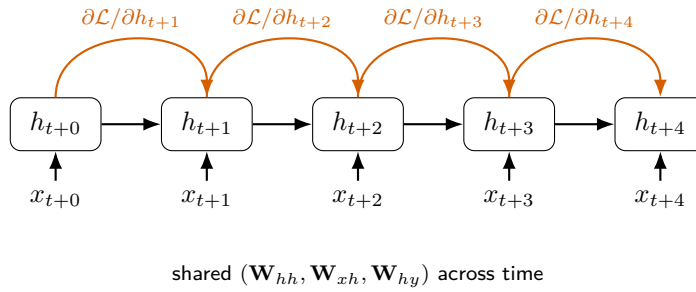 ∂ℒ/∂h_{t+1} ∂ℒ/∂h_{t+2} ∂ℒ/∂h_{t+3} ∂ℒ/∂h_{t+4}
h_{t+0} h_{t+1} h_{t+2} h_{t+3} h_{t+4}
x_{t+0} x_{t+1} x_{t+2} x_{t+3} x_{t+4}
shared (𝐖_{hh}, 𝐖_{xh}, 𝐖_{hy}) across time